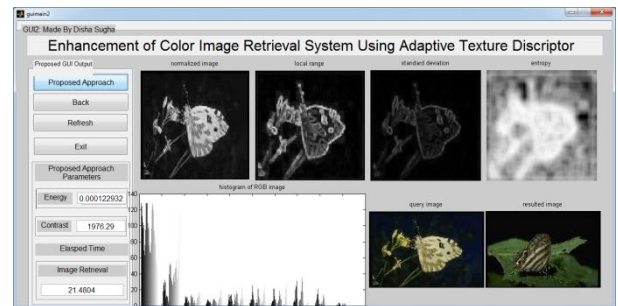 guimain2
GUI2: Made By Disha Sugha
Enhancement of Color Image Retrieval System Using Adaptive Texture Discriptor
Proposed GUI Output
normalized image
local range
standard deviation
entropy
Proposed Approach
Back
Refresh
Exit
Proposed Approach
Parameters
Energy 0.000122932
Contrast 1976.29
Elasped Time
Image Retrieval
21.4804
histogram of RGB image
140
120
100
80
60
40
20
0
query image
resulted image